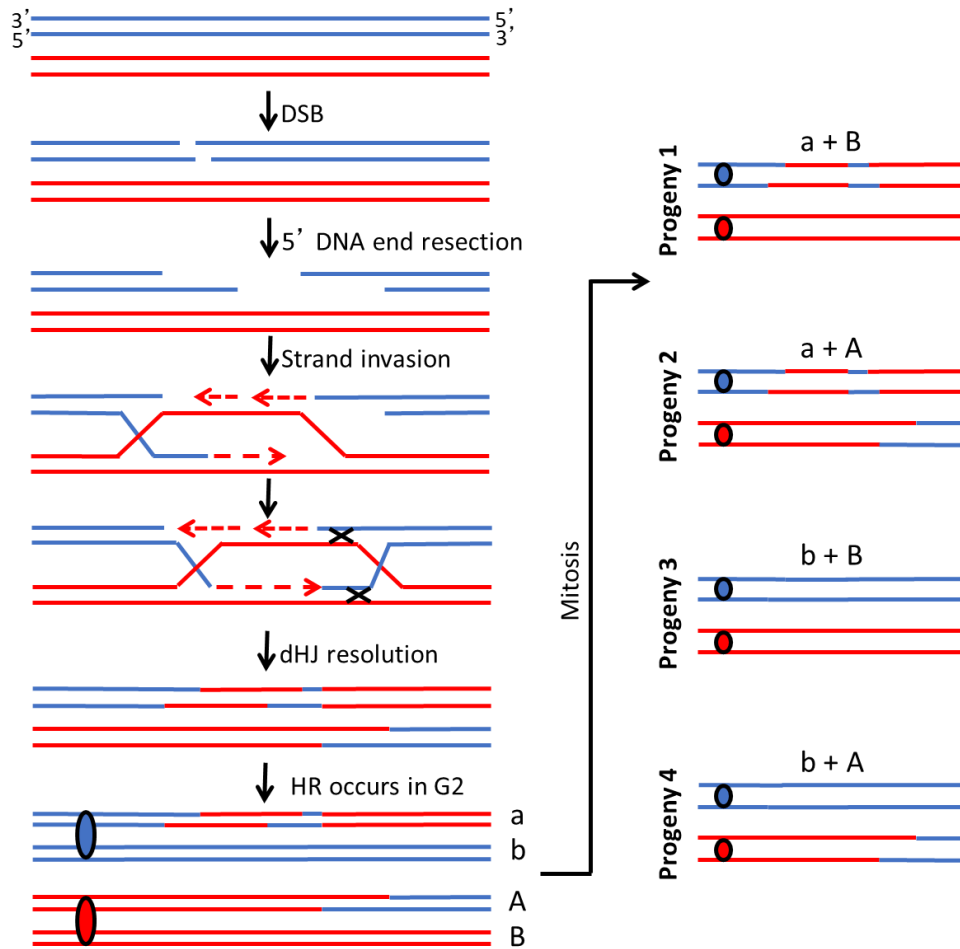 3’ 5’
5’ 3’
DSB
5’ DNA end resection
Strand invasion
dHJ resolution
HR occurs in G2
a
b
A
B
Mitosis
Progeny 1
a + B
Progeny 2
a + A
Progeny 3
b + B
Progeny 4
b + A